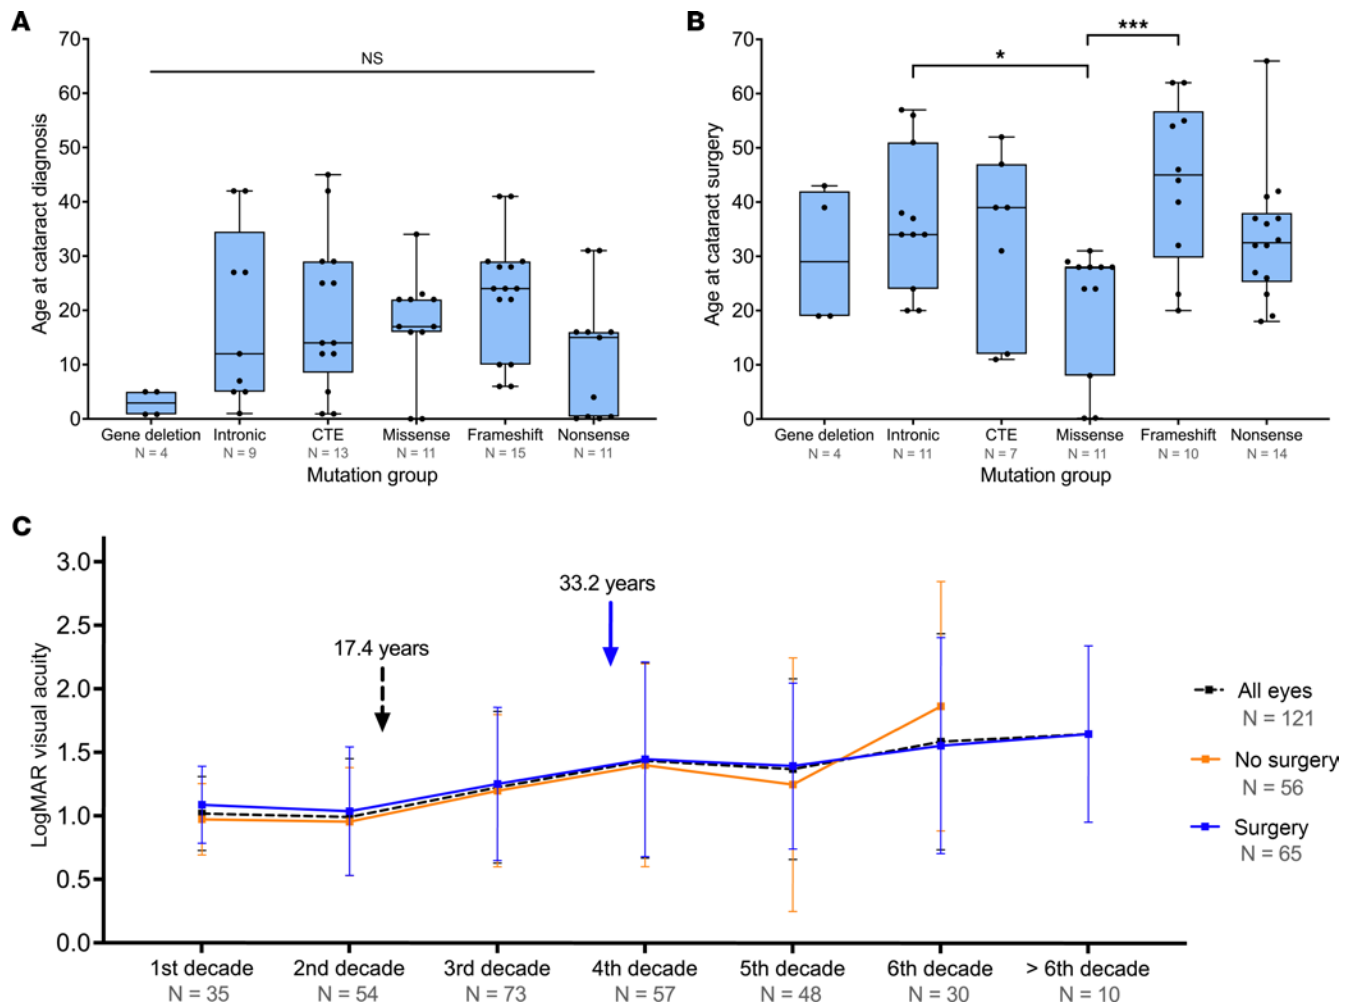 A
70
60
50
40
30
20
10
0
Age at cataract diagnosis
NS
Gene deletion Intronic CTE Missense Frameshift Nonsense
N = 4 N = 9 N = 13 N = 11 N = 15 N = 11
Mutation group
B
70
60
50
40
30
20
10
0
Age at cataract surgery
*
***
Gene deletion Intronic CTE Missense Frameshift Nonsense
N = 4 N = 11 N = 7 N = 11 N = 10 N = 14
Mutation group
C
3.0
2.5
2.0
1.5
1.0
0.5
0.0
LogMAR visual acuity
17.4 years
33.2 years
All eyes
N = 121
No surgery
N = 56
Surgery
N = 65
1st decade 2nd decade 3rd decade 4th decade 5th decade 6th decade > 6th decade
N = 35 N = 54 N = 73 N = 57 N = 48 N = 30 N = 10